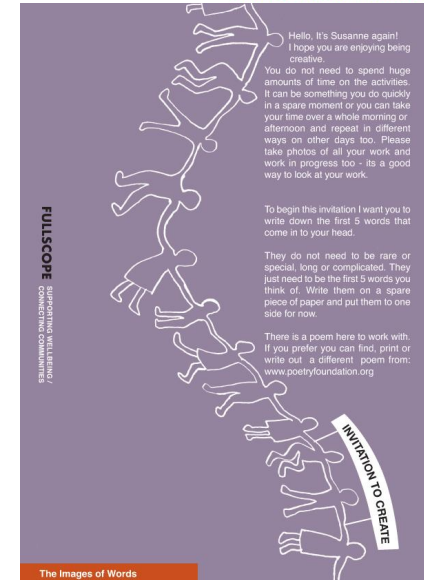 Hello, It's Susanne again!
I hope you are enjoying being
creative.
You do not need to spend huge
amounts of time on the activities.
It can be something you do quickly
in a spare moment or you can take
your time over a whole morning or
afternoon and repeat in different
ways on other days too. Please
take photos of all your work and
work in progress too - its a good
way to look at your work.
To begin this invitation I want you to
write down the first 5 words that
come in to your head.
They do not need to be rare or
special, long or complicated. They
just need to be the first 5 words you
think of. Write them on a spare
piece of paper and put them to one
side for now.
There is a poem here to work with.
If you prefer you can find, print or
write out a different poem from:
www.poetryfoundation.org
FULLSCOPE
SUPPORTING WELLBEING /
CONNECTING COMMUNITIES
INVITATION TO CREATE
The Images of Words